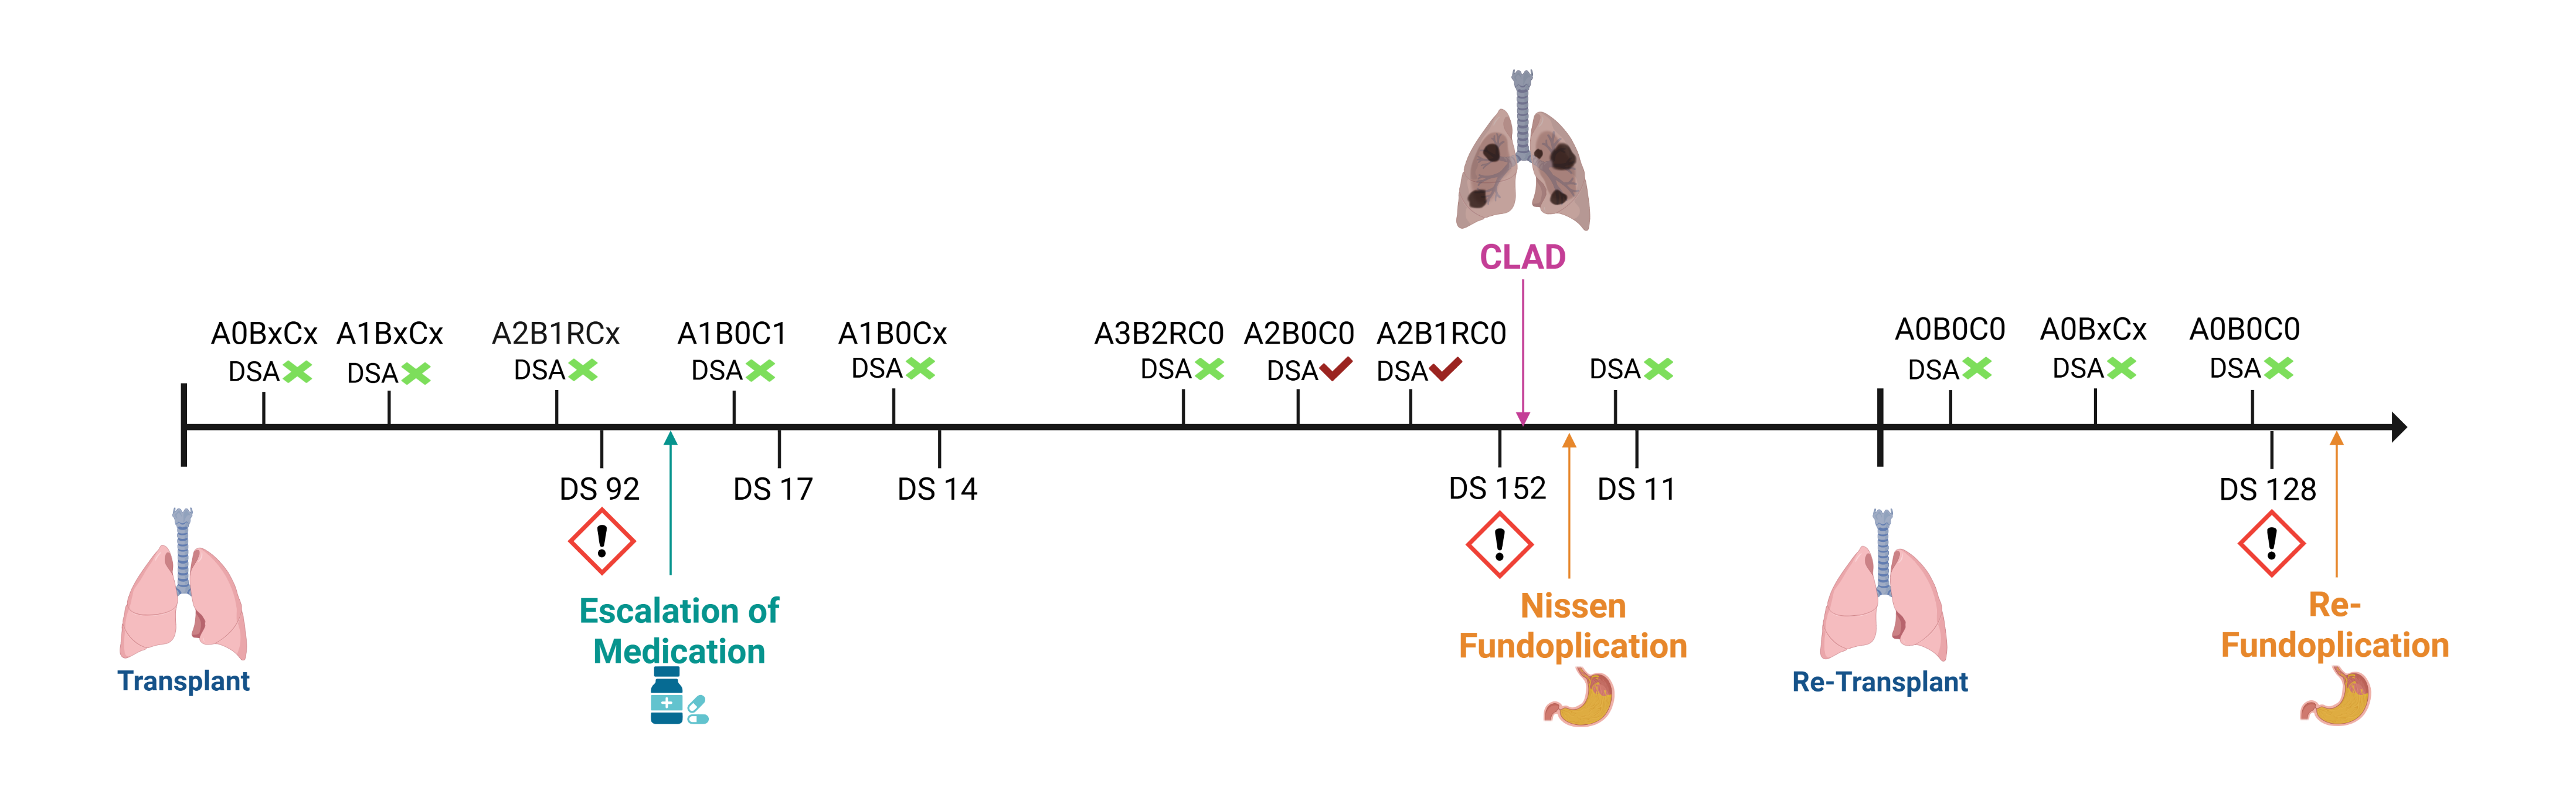 CLAD
A0BxCx A1BxCx A2B1RCx A1B0C1 A1B0Cx A3B2RC0 A2B0C0 A2B1RC0 A0B0C0 A0BxCx A0B0C0
DSA DSA DSA DSA DSA DSA DSA DSA DSA DSA DSA DSA
DS 92 DS 17 DS 14 DS 152 DS 11 DS 128
!
!
!
Escalation of
Medication
Nissen
Fundoplication
Re-
Fundoplication
Transplant
Re-Transplant